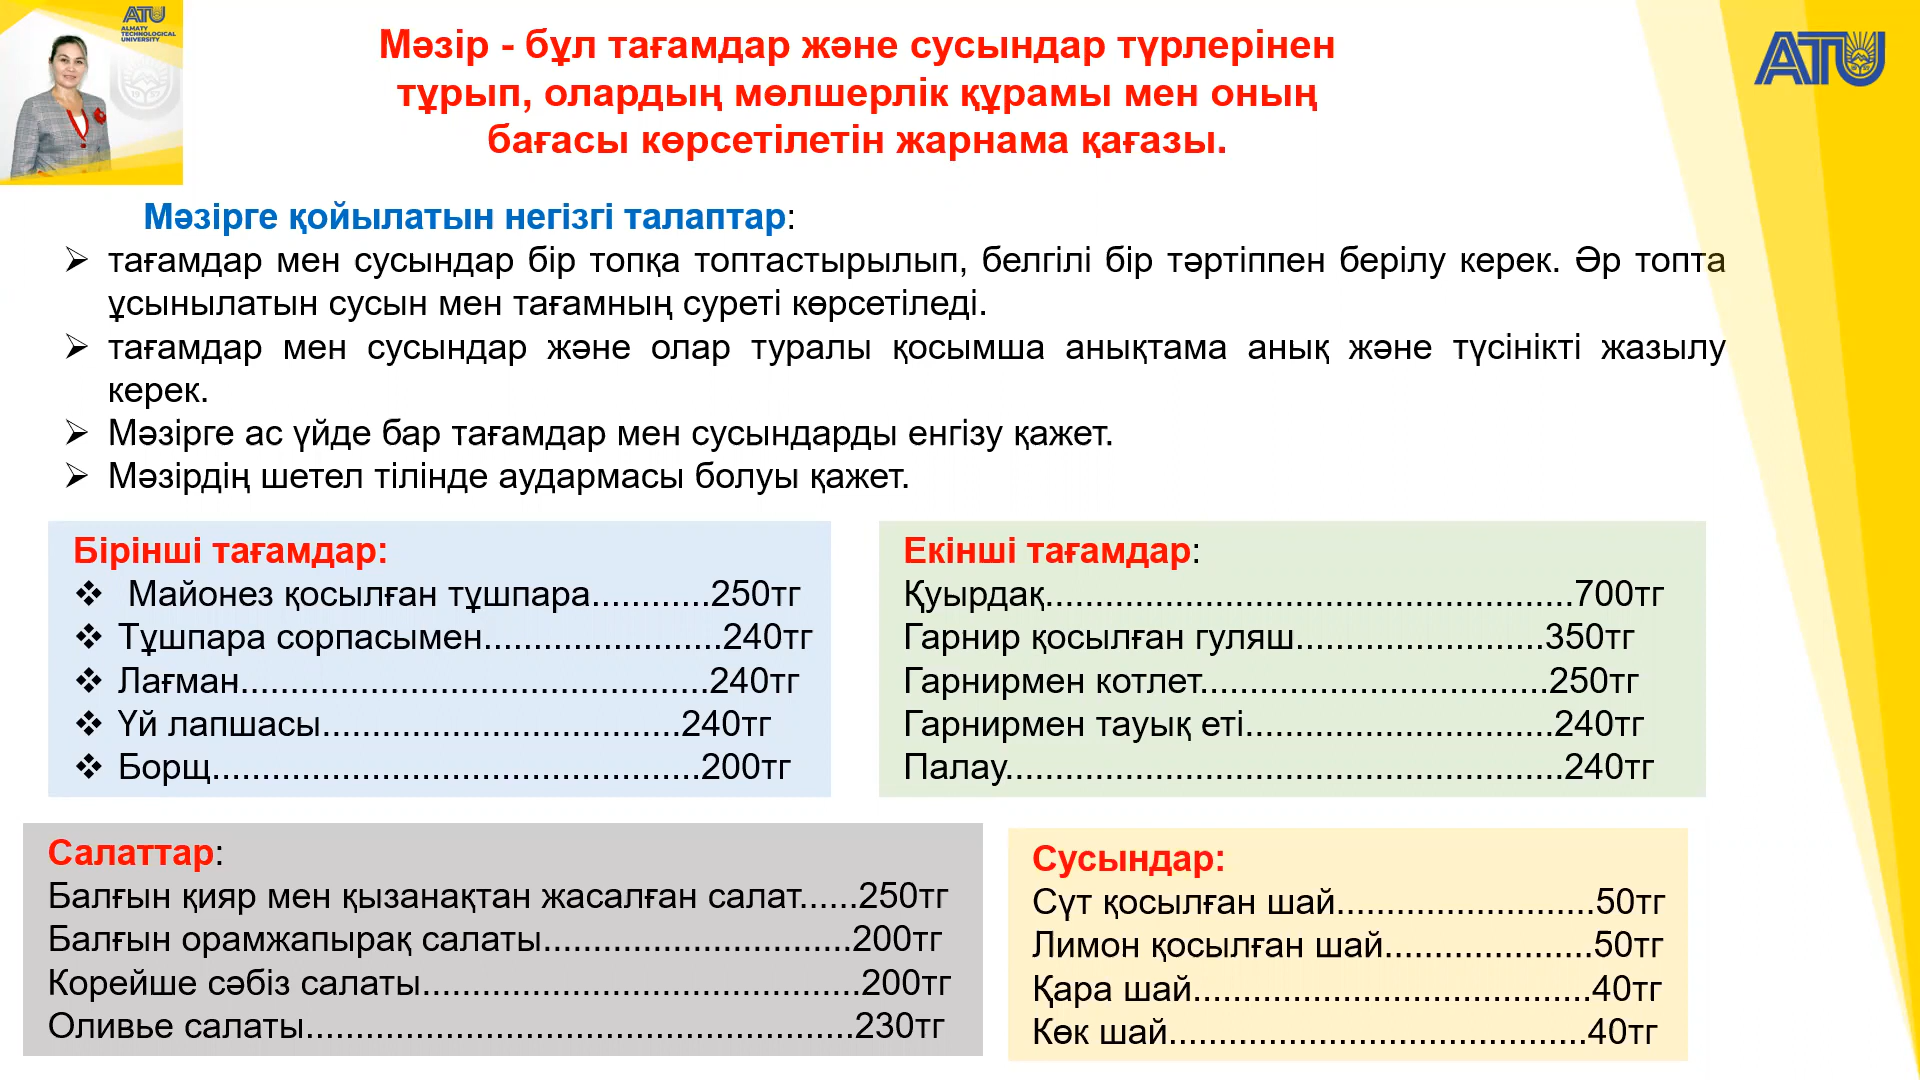 ATU
ALMATY
TECHNOLOGICAL
UNIVERSITY
ATU
Мәзір - бұл тағамдар және сусындар түрлерінен
тұрып, олардың мөлшерлік құрамы мен оның
бағасы көрсетілетін жарнама қағазы.
Мәзірге қойылатын негізгі талаптар:
тағамдар мен сусындар бір топқа топтастырылып, белгілі бір тәртіппен берілу керек. Әр топта
ұсынылатын сусын мен тағамның суреті көрсетіледі.
тағамдар мен сусындар және олар туралы қосымша анықтама анық және түсінікті жазылу
керек.
Мәзірге ас үйде бар тағамдар мен сусындарды енгізу қажет.
Мәзірдің шетел тілінде аудармасы болуы қажет.
Бірінші тағамдар:
Майонез қосылған тұшпара............250тг
Тұшпара сорпасымен........................240тг
Лағман...............................................240тг
Үй лапшасы....................................240тг
Борщ.................................................200тг
Екінші тағамдар:
Қуырдақ.....................................................700тг
Гарнир қосылған гуляш.........................350тг
Гарнирмен котлет...................................250тг
Гарнирмен тауық еті...............................240тг
Палау........................................................240тг
Салаттар:
Балғын қияр мен қызанақтан жасалған салат......250тг
Балғын орамжапырақ салаты...............................200тг
Корейше сәбіз салаты............................................200тг
Оливье салаты.......................................................230тг
Сусындар:
Сүт қосылған шай..........................50тг
Лимон қосылған шай.....................50тг
Қара шай........................................40тг
Көк шай..........................................40тг